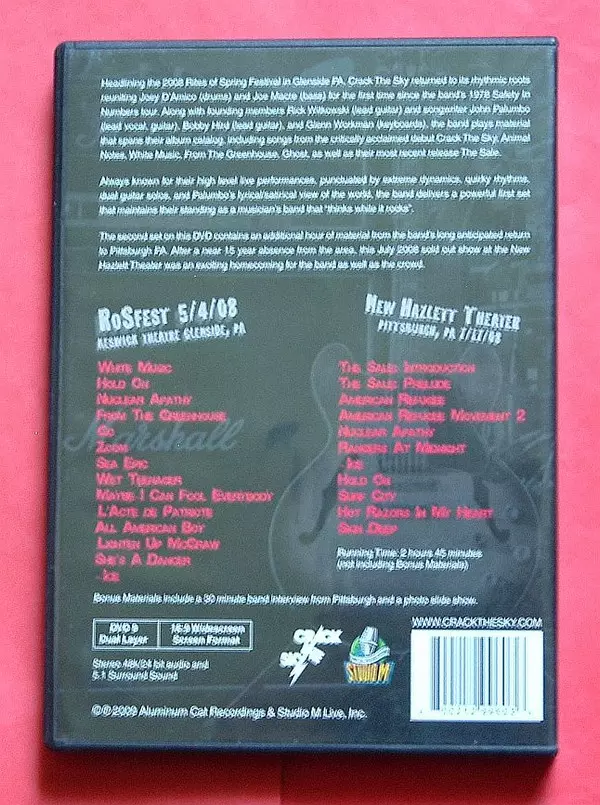 Headlining the 2008 Rites of Spring Festival in Glenside PA, Crack The Sky returned to its rhythmic roots
reuniting Joey D'Amico (drums) and Joe Macre (bass) for the first time since the band's 1978 Safety In
Numbers tour. Along with founding members Rick Witkowski (lead guitar) and songwriter John Palumbo
(lead vocal, guitar), Bobby Hird (lead guitar), and Glenn Workman (keyboards), the band plays material
that spans their album catalog, including songs from the critically acclaimed debut Crack The Sky, Animal
Notes, White Music, From The Greenhouse, Ghost, as well as their most recent release The Sale.
Always known for their high level live performances, punctuated by extreme dynamics, quirky rhythms,
dual guitar solos, and Palumbo's lyrical/satirical view of the world, the band delivers a powerful first set
that maintains their standing as a musician's band that "thinks while it rocks".
The second set on this DVD contains an additional hour of material from the band's long anticipated return
to Pittsburgh PA. After a near 15 year absence from the area, this July 2008 sold out show at the New
Hazlett Theater was an exciting homecoming for the band as well as the crowd.
RoSfest 5/4/08
Keswick Theatre Glenside, PA
White Music
Hold On
Nuclear Apathy
From The Greenhouse
Go
Zoom
Sea Epic
Wet Teenager
Maybe I Can Fool Everybody
L'Acte de Patriote
All American Boy
Lighten Up McGraw
She's A Dancer
- Ice
New Hazlett Theater
Pittsburgh, PA 7/17/08
The Sale: Introduction
The Sale: Prelude
American Refugee
American Refugee Movement 2
Nuclear Apathy
Rangers At Midnight
- Ice
Hold On
Surf City
Hot Razors In My Heart
Skin Deep
Running Time: 2 hours 45 minutes
(not including Bonus Materials)
Marshall
Bonus Materials include a 30 minute band interview from Pittsburgh and a photo slide show.
DVD 9
Dual Layer
16:9 Widescreen
Screen Format
Stereo 48k/24 bit audio and
5.1 Surround Sound
CRACK THE SKY
STUDIO M
WWW.CRACKTHESKY.COM
©℗ 2009 Aluminum Cat Recordings & Studio M Live, Inc.